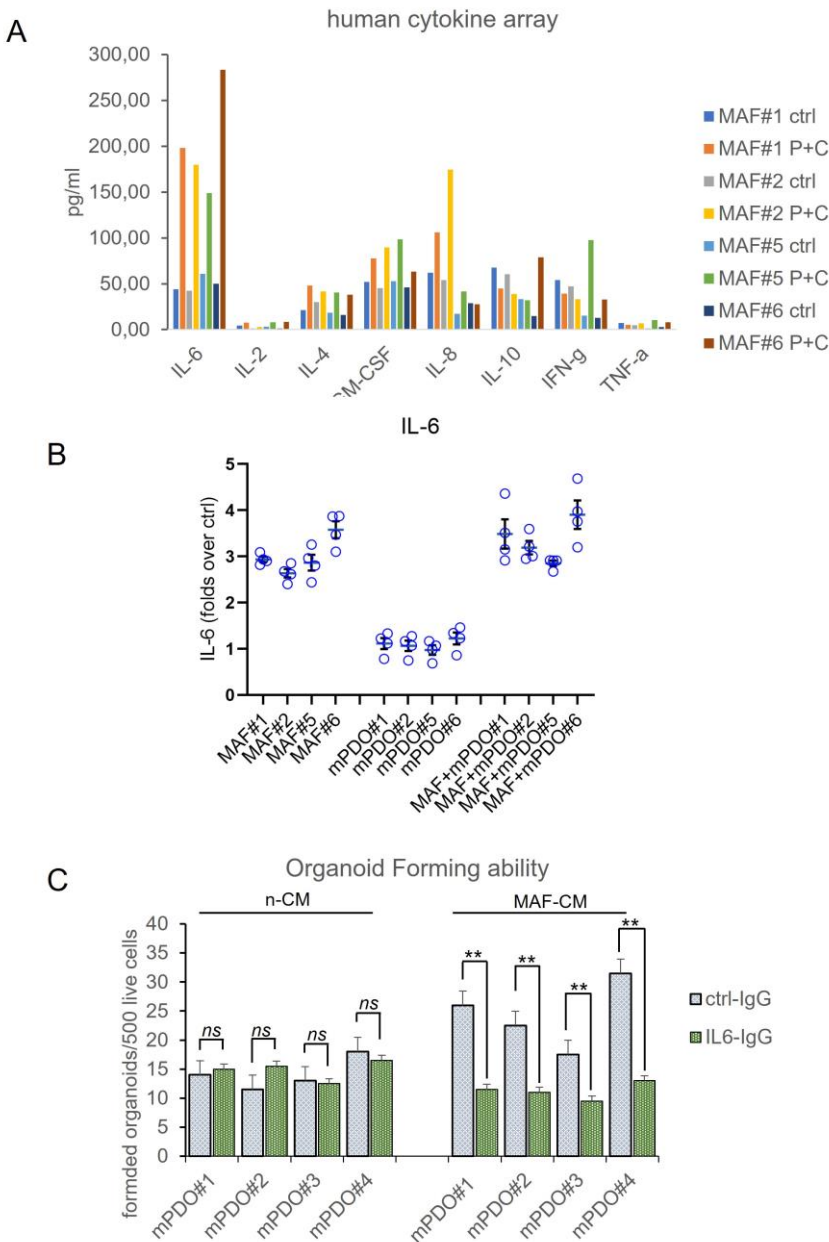 A
human cytokine array
300,00
250,00
200,00
150,00
100,00
50,00
0,00
pg/ml
IL-6
IL-2
IL-4
IL-8
IL-10
IFN-g
TNF-a
MAF#1 ctrl
MAF#1 P+C
MAF#2 ctrl
MAF#2 P+C
MAF#5 ctrl
MAF#5 P+C
MAF#6 ctrl
MAF#6 P+C
B
IL-6
IL-6 (folds over ctrl)
5
4
3
2
1
0
MAF#1
MAF#2
MAF#5
MAF#6
mPDO#1
mPDO#2
mPDO#5
mPDO#6
MAF+mPDO#1
MAF+mPDO#2
MAF+mPDO#5
MAF+mPDO#6
C
Organoid Forming ability
n-CM
MAF-CM
formded organoids/500 live cells
40
35
30
25
20
15
10
5
0
ns
ns
ns
ns
**
**
**
**
mPDO#1
mPDO#2
mPDO#3
mPDO#4
mPDO#1
mPDO#2
mPDO#3
mPDO#4
ctrl-IgG
IL6-IgG